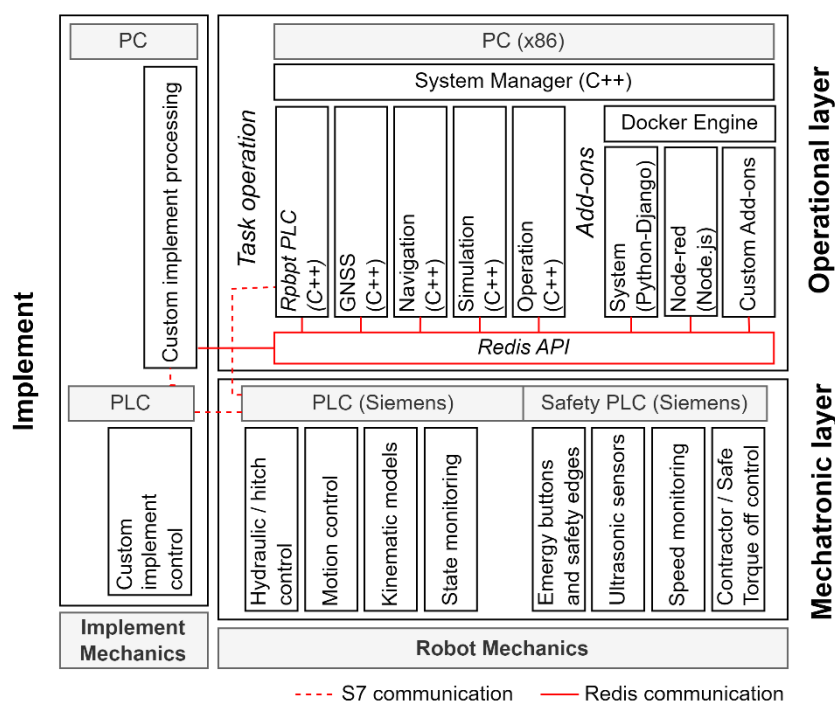 PC
PC (x86)
System Manager (C++)
Docker Engine
Task operation
Add-ons
Custom implement processing
Rpbpt PLC
(C++)
GNSS
(C++)
Navigation
(C++)
Simulation
(C++)
Operation
(C++)
System
(Python-Django)
Node-red
(Node.js)
Custom Add-ons
Redis API
Operational layer
Implement
PLC
PLC (Siemens)
Safety PLC (Siemens)
Custom
implement
control
Hydraulic / hitch
control
Motion control
Kinematic models
State monitoring
Emergy buttons
and safety edges
Ultrasonic sensors
Speed monitoring
Contractor / Safe
Torque off control
Mechatronic layer
Implement
Mechanics
Robot Mechanics
S7 communication
Redis communication